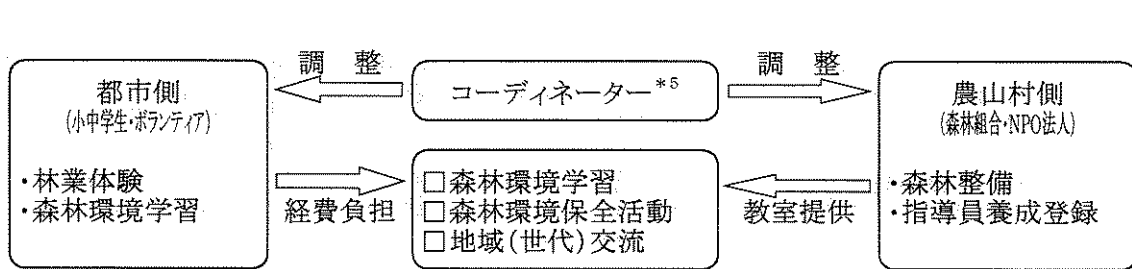 調 整
調 整
都市側
(小中学生・ボランティア)
・林業体験
・森林環境学習
コーディネーター*5
農山村側
(森林組合・NPO法人)
・森林整備
・指導員養成登録
経費負担
□森林環境学習
□森林環境保全活動
□地域(世代)交流
教室提供